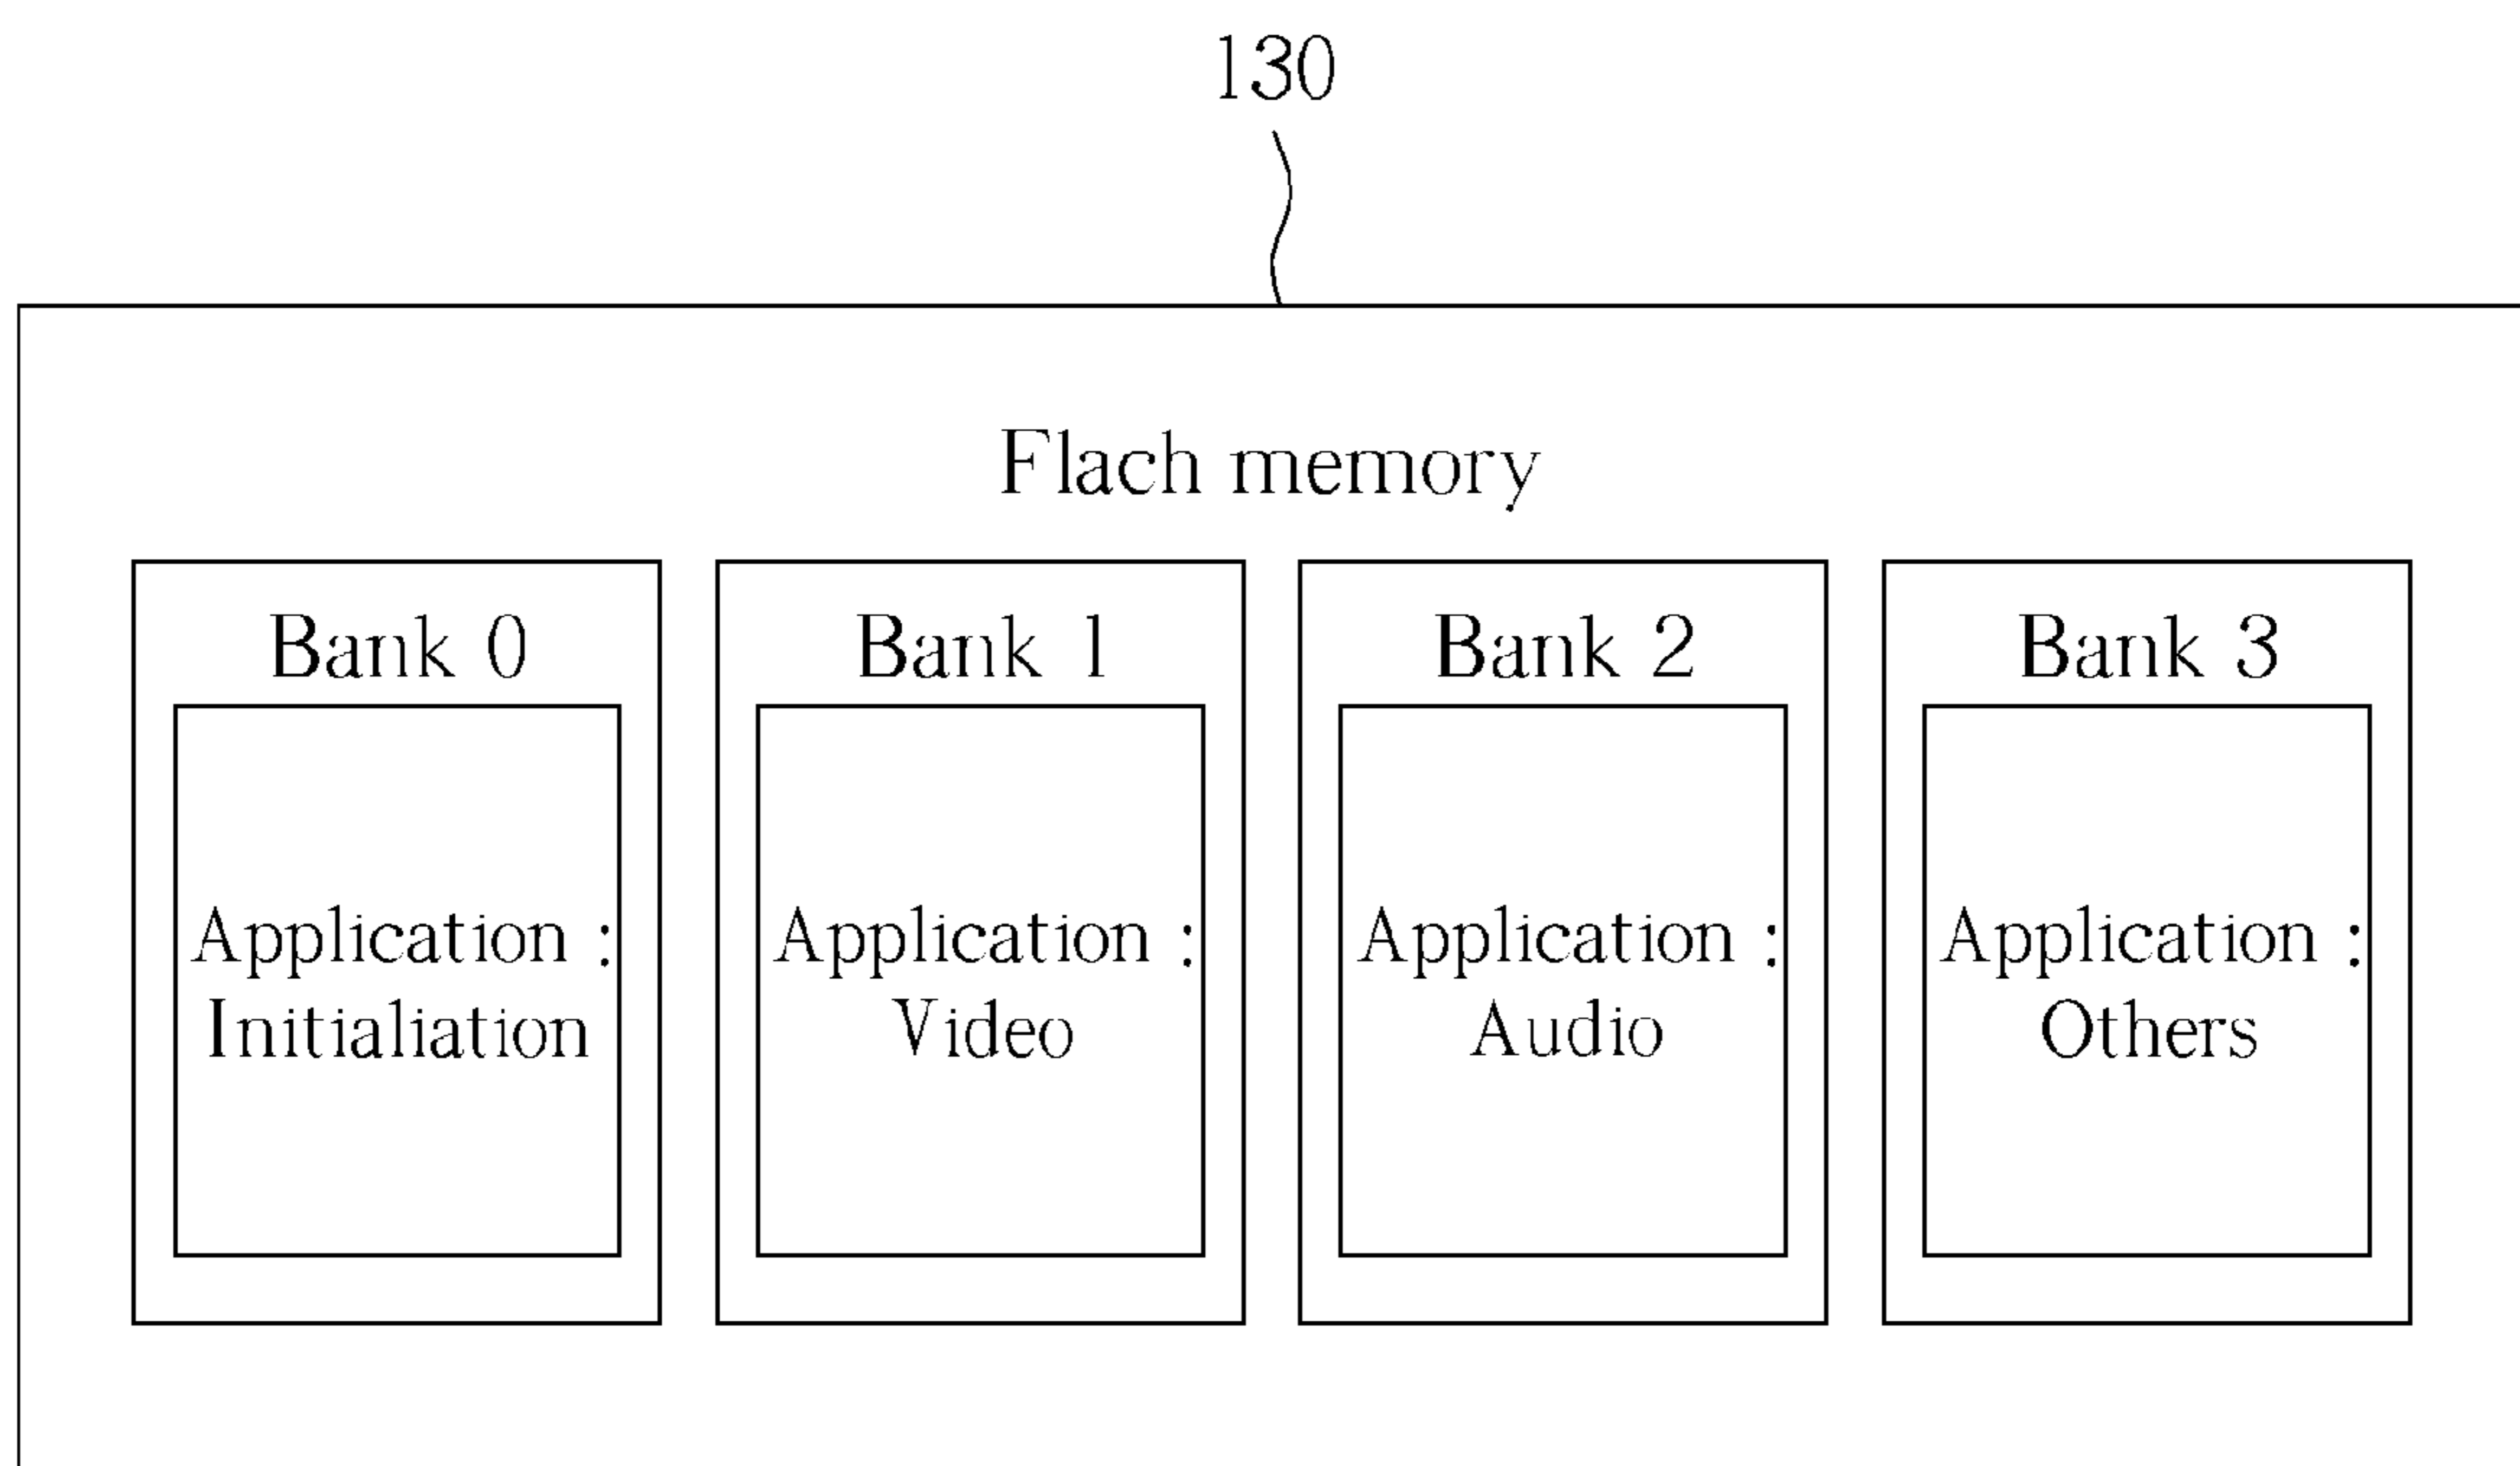 130
Flach memory
Bank 0
Application :
Initialiation
Bank 1
Application :
Video
Bank 2
Application :
Audio
Bank 3
Application :
Others